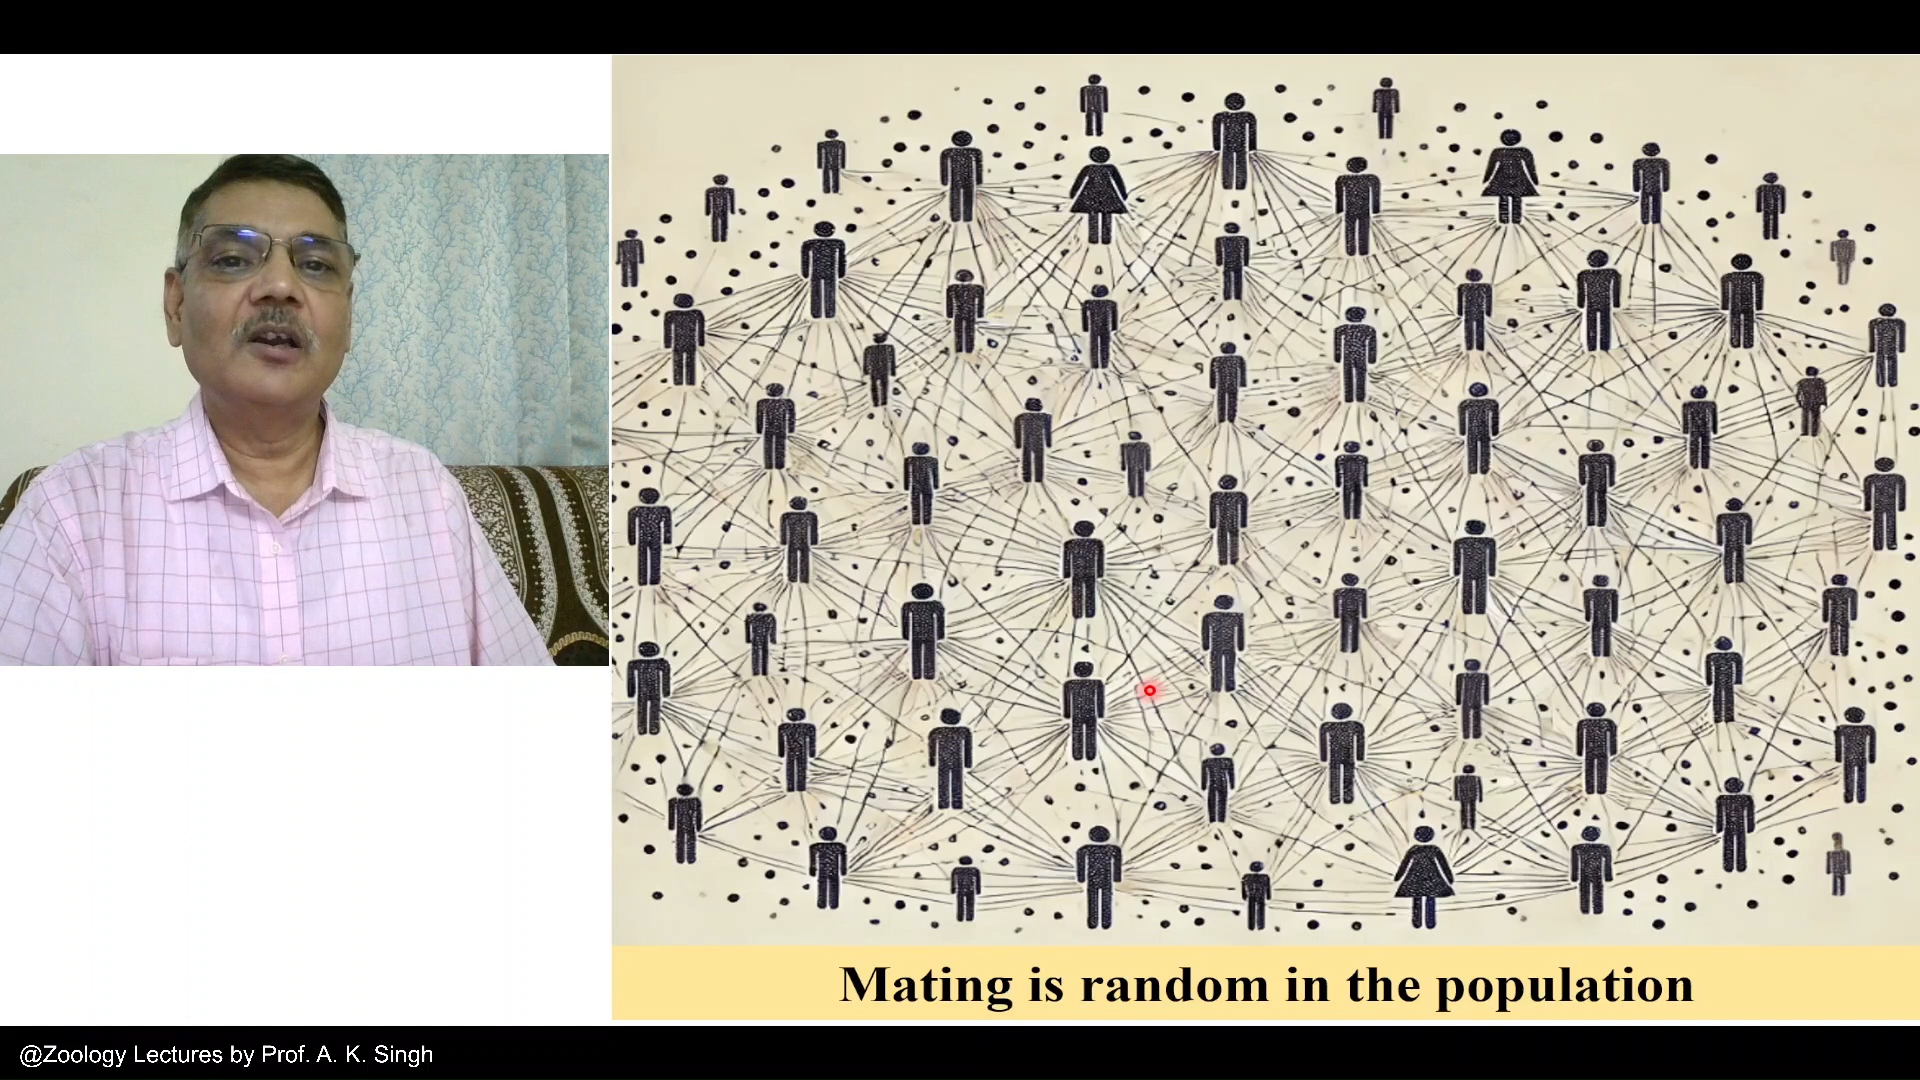 Mating is random in the population
@Zoology Lectures by Prof. A. K. Singh